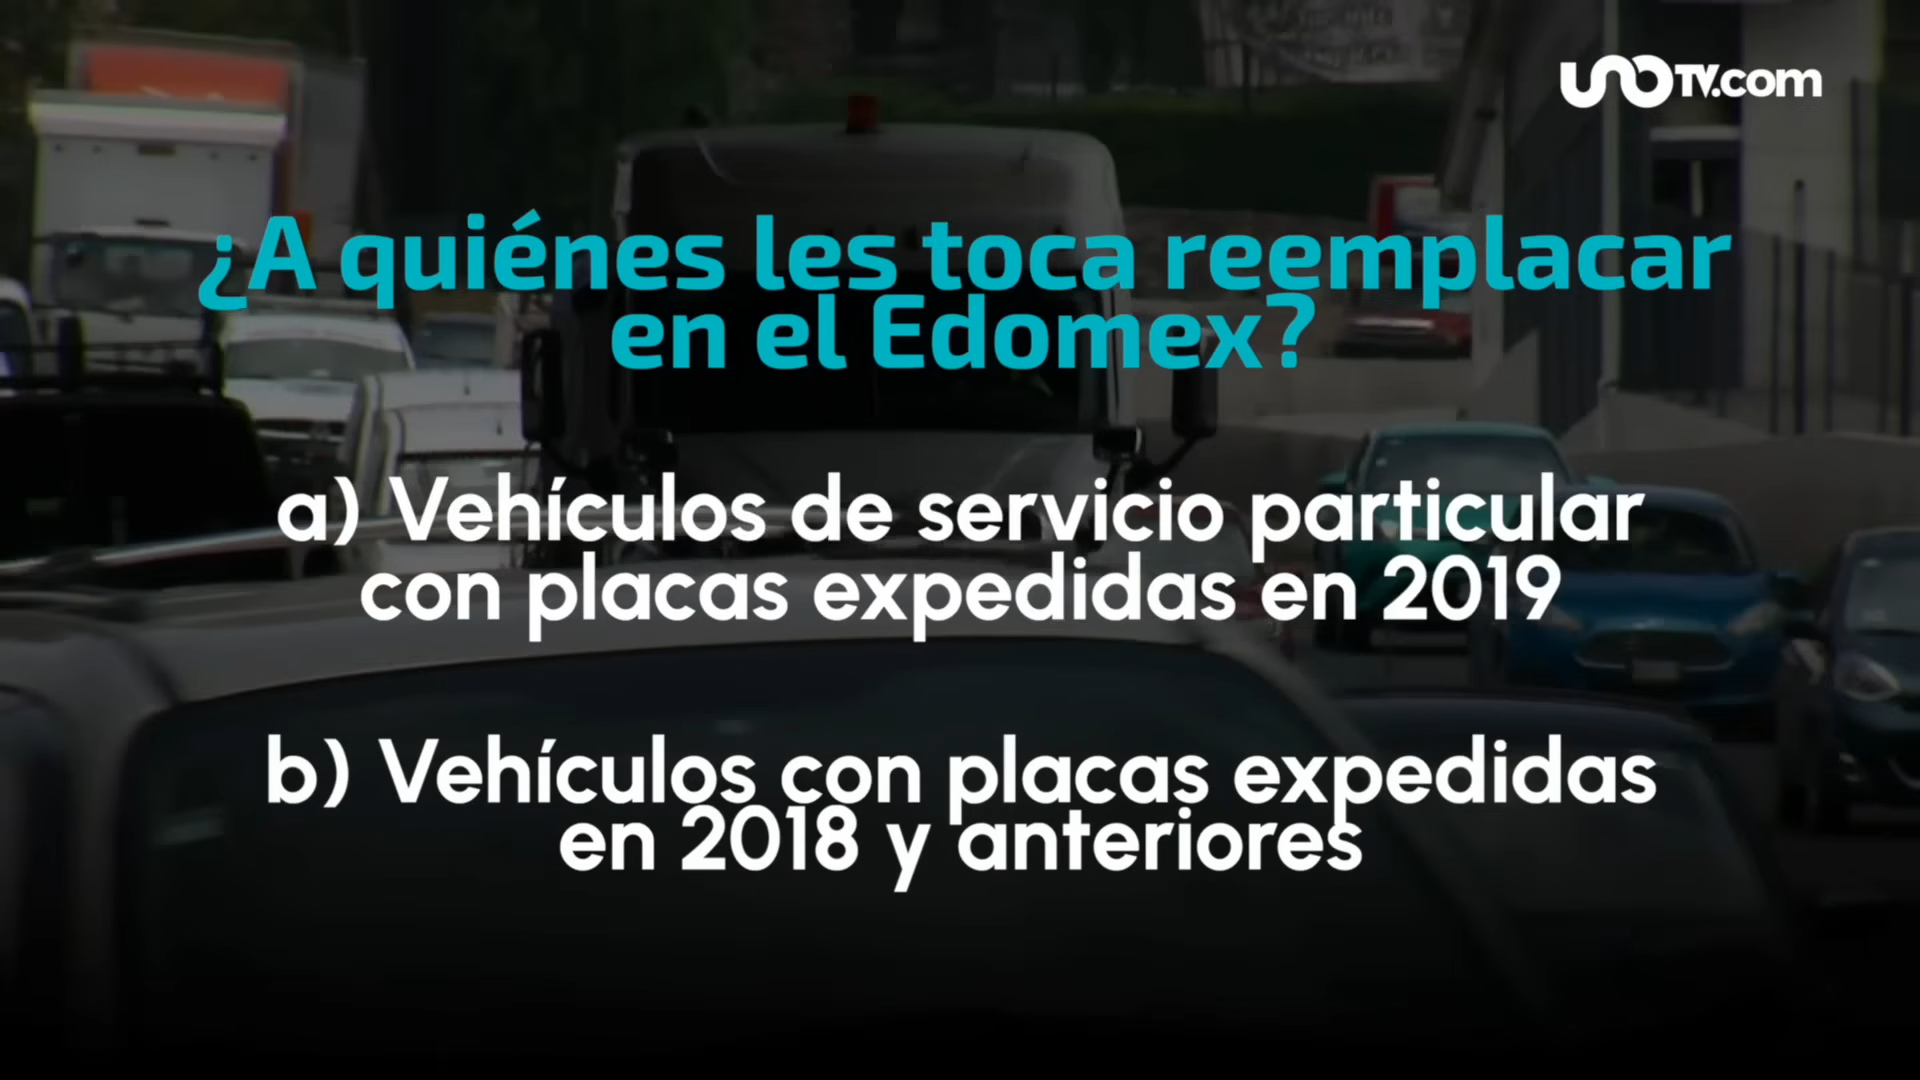 UNOTV.com
¿A quiénes les toca reemplacar
en el Edomex?
a) Vehículos de servicio particular
con placas expedidas en 2019
b) Vehículos con placas expedidas
en 2018 y anteriores